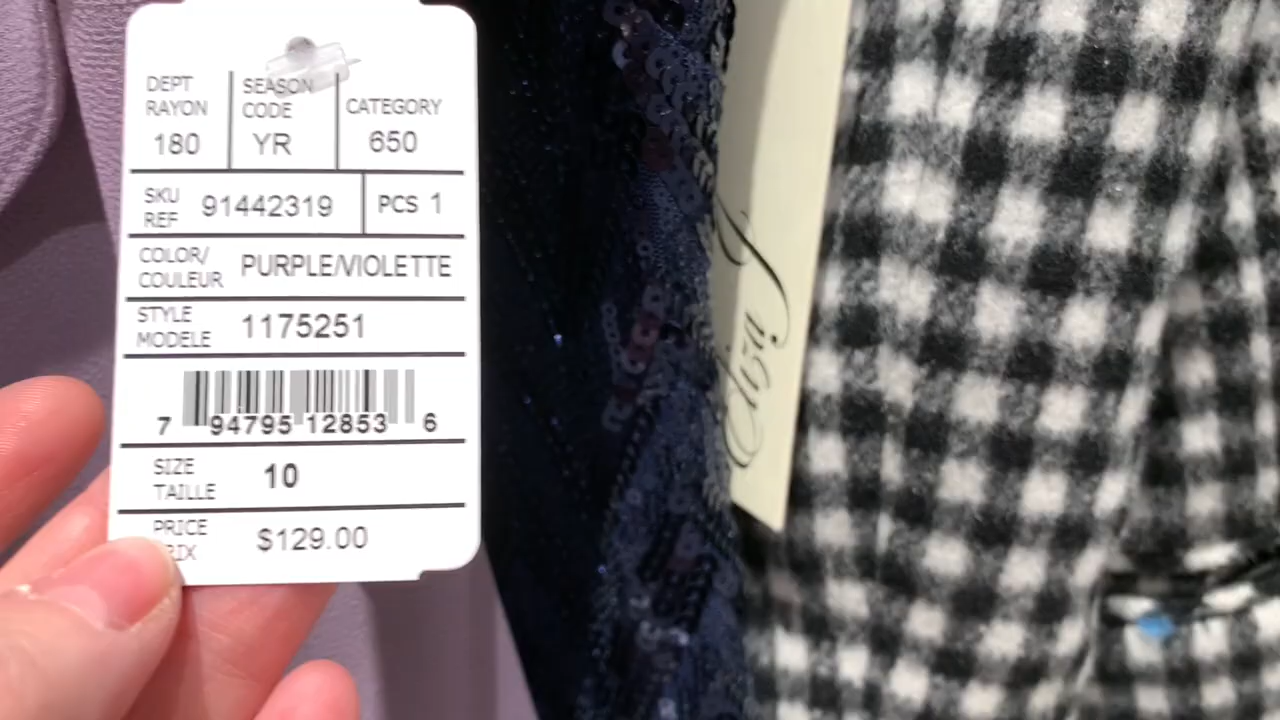 DEPT
RAYON
180
SEASON
CODE
YR
CATEGORY
650
SKU
REF
91442319
PCS 1
COLOR/
COULEUR
PURPLE/VIOLETTE
STYLE
MODELE
1175251
7 94795 12853 6
SIZE
TAILLE
10
PRICE
$129.00
Eliza J